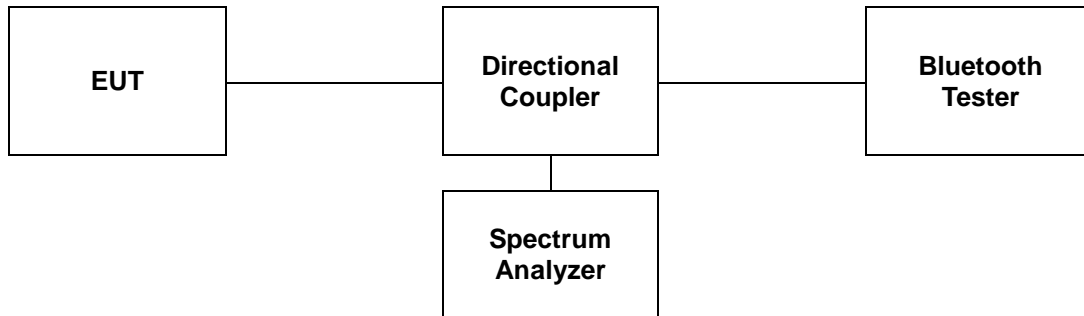 EUT
Directional
Coupler
Bluetooth
Tester
Spectrum
Analyzer